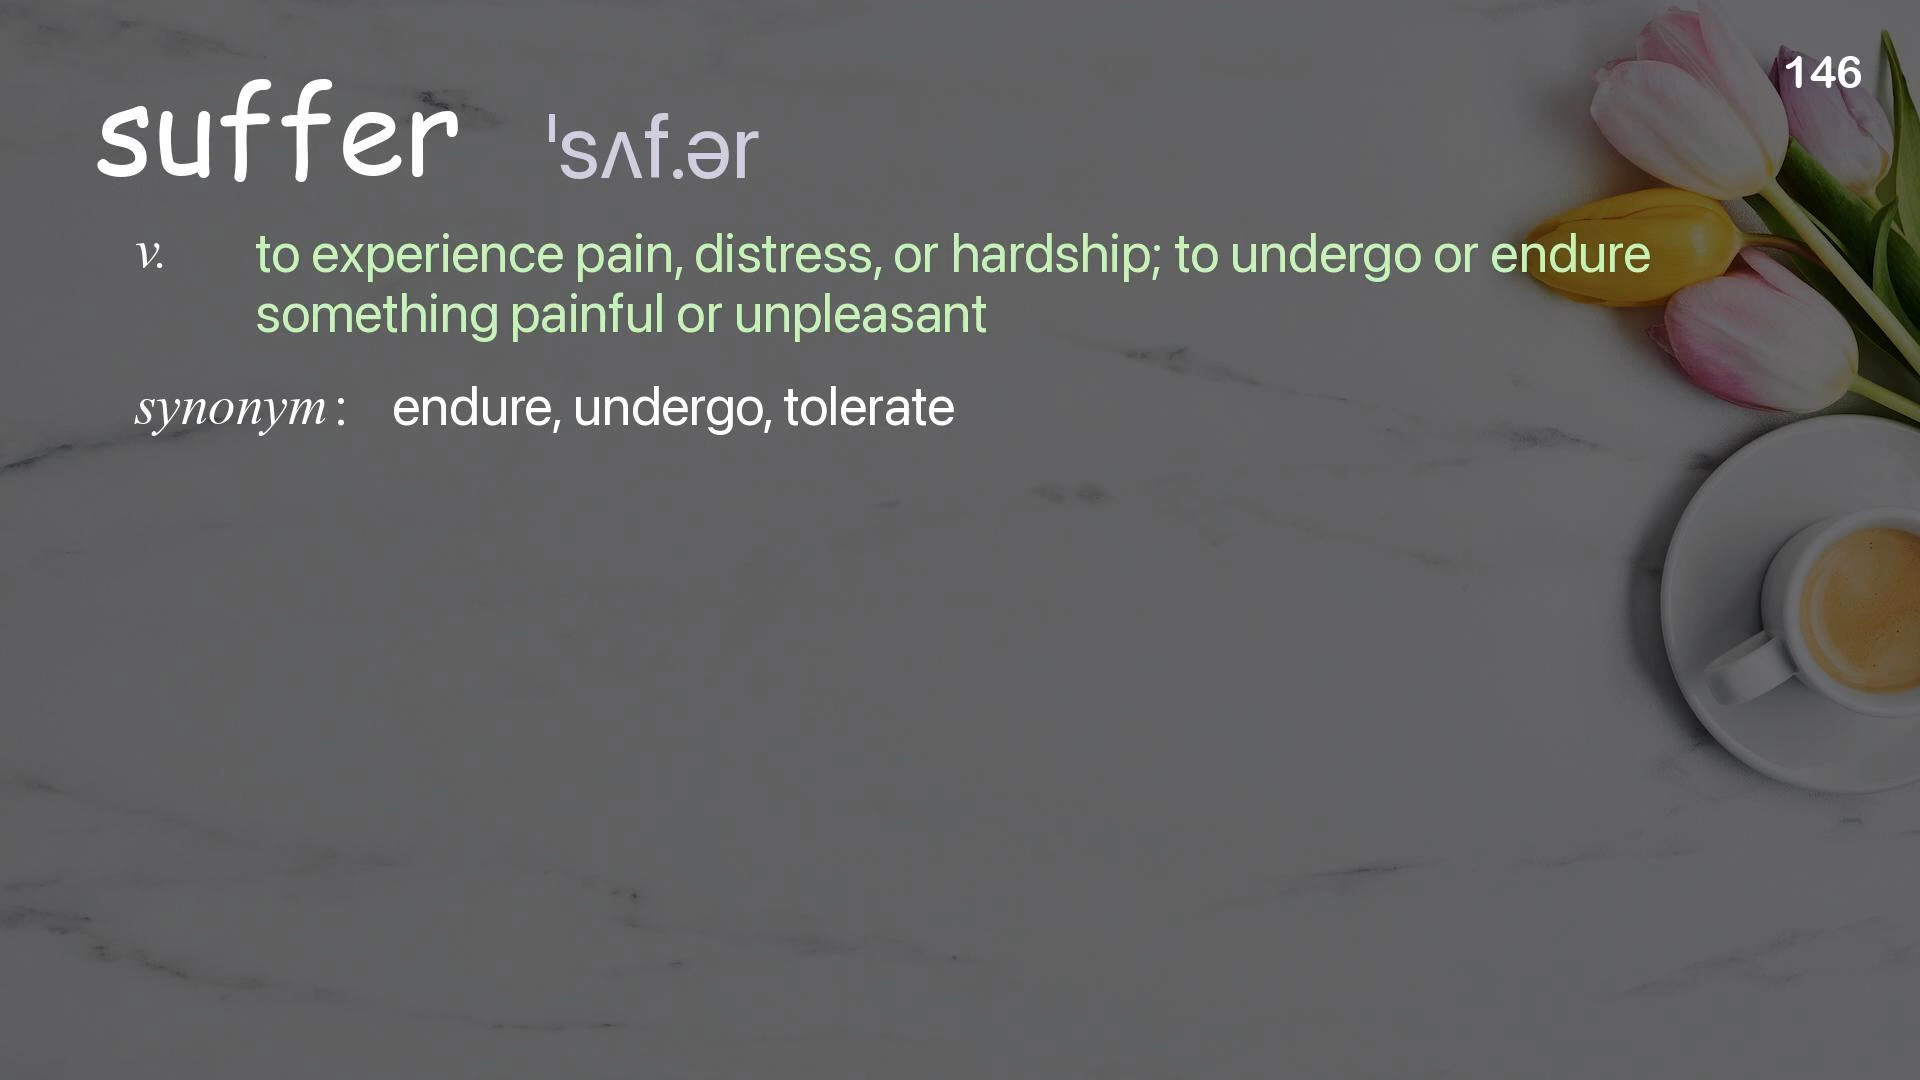 146
suffer ˈsʌf.ər
v. to experience pain, distress, or hardship; to undergo or endure
something painful or unpleasant
synonym : endure, undergo, tolerate